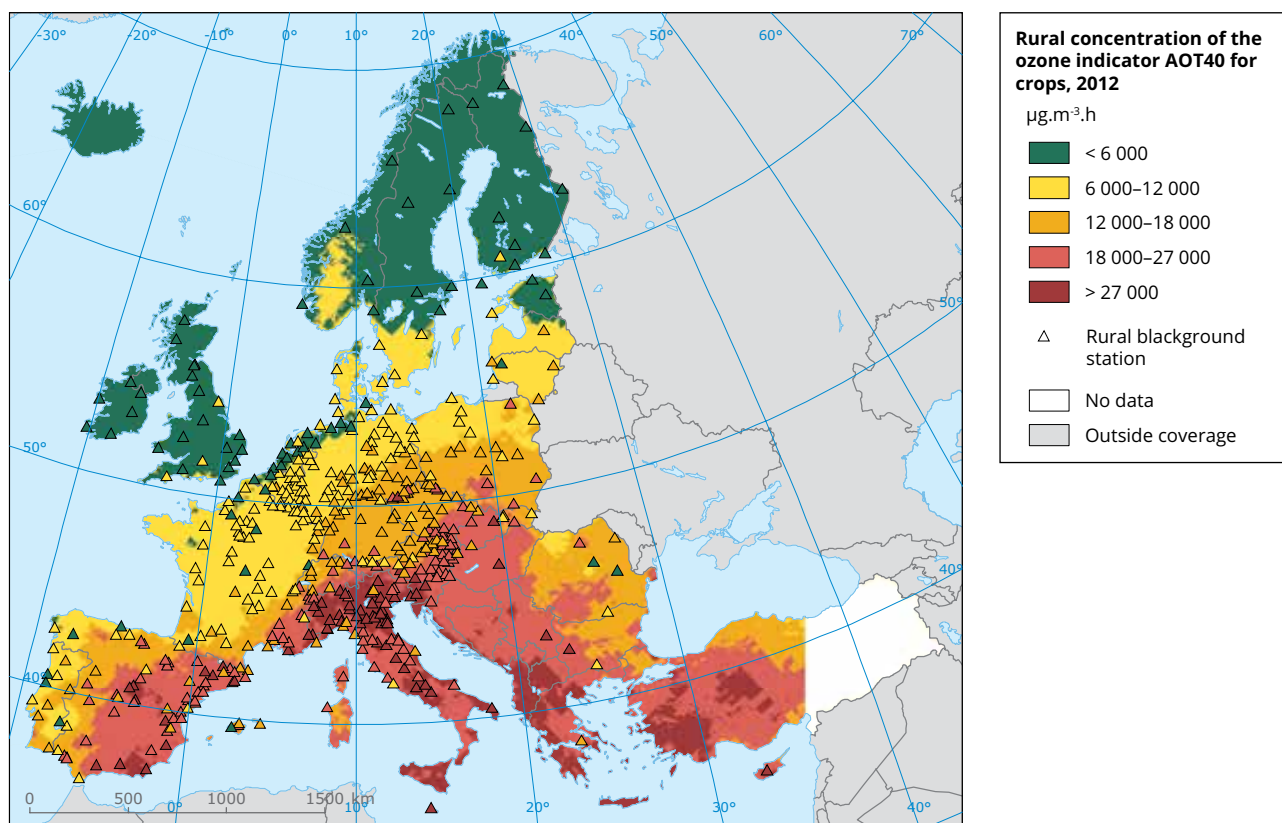 -30°
-20°
-10°
0°
10°
20°
30°
40°
50°
60°
70°
60°
50°
50°
40°
40°
0
500
0°
1000
10°
1500 km
20°
30°
40°
Rural concentration of the
ozone indicator AOT40 for
crops, 2012
µg.m-³.h
< 6 000
6 000–12 000
12 000–18 000
18 000–27 000
> 27 000
Rural blackground
station
No data
Outside coverage